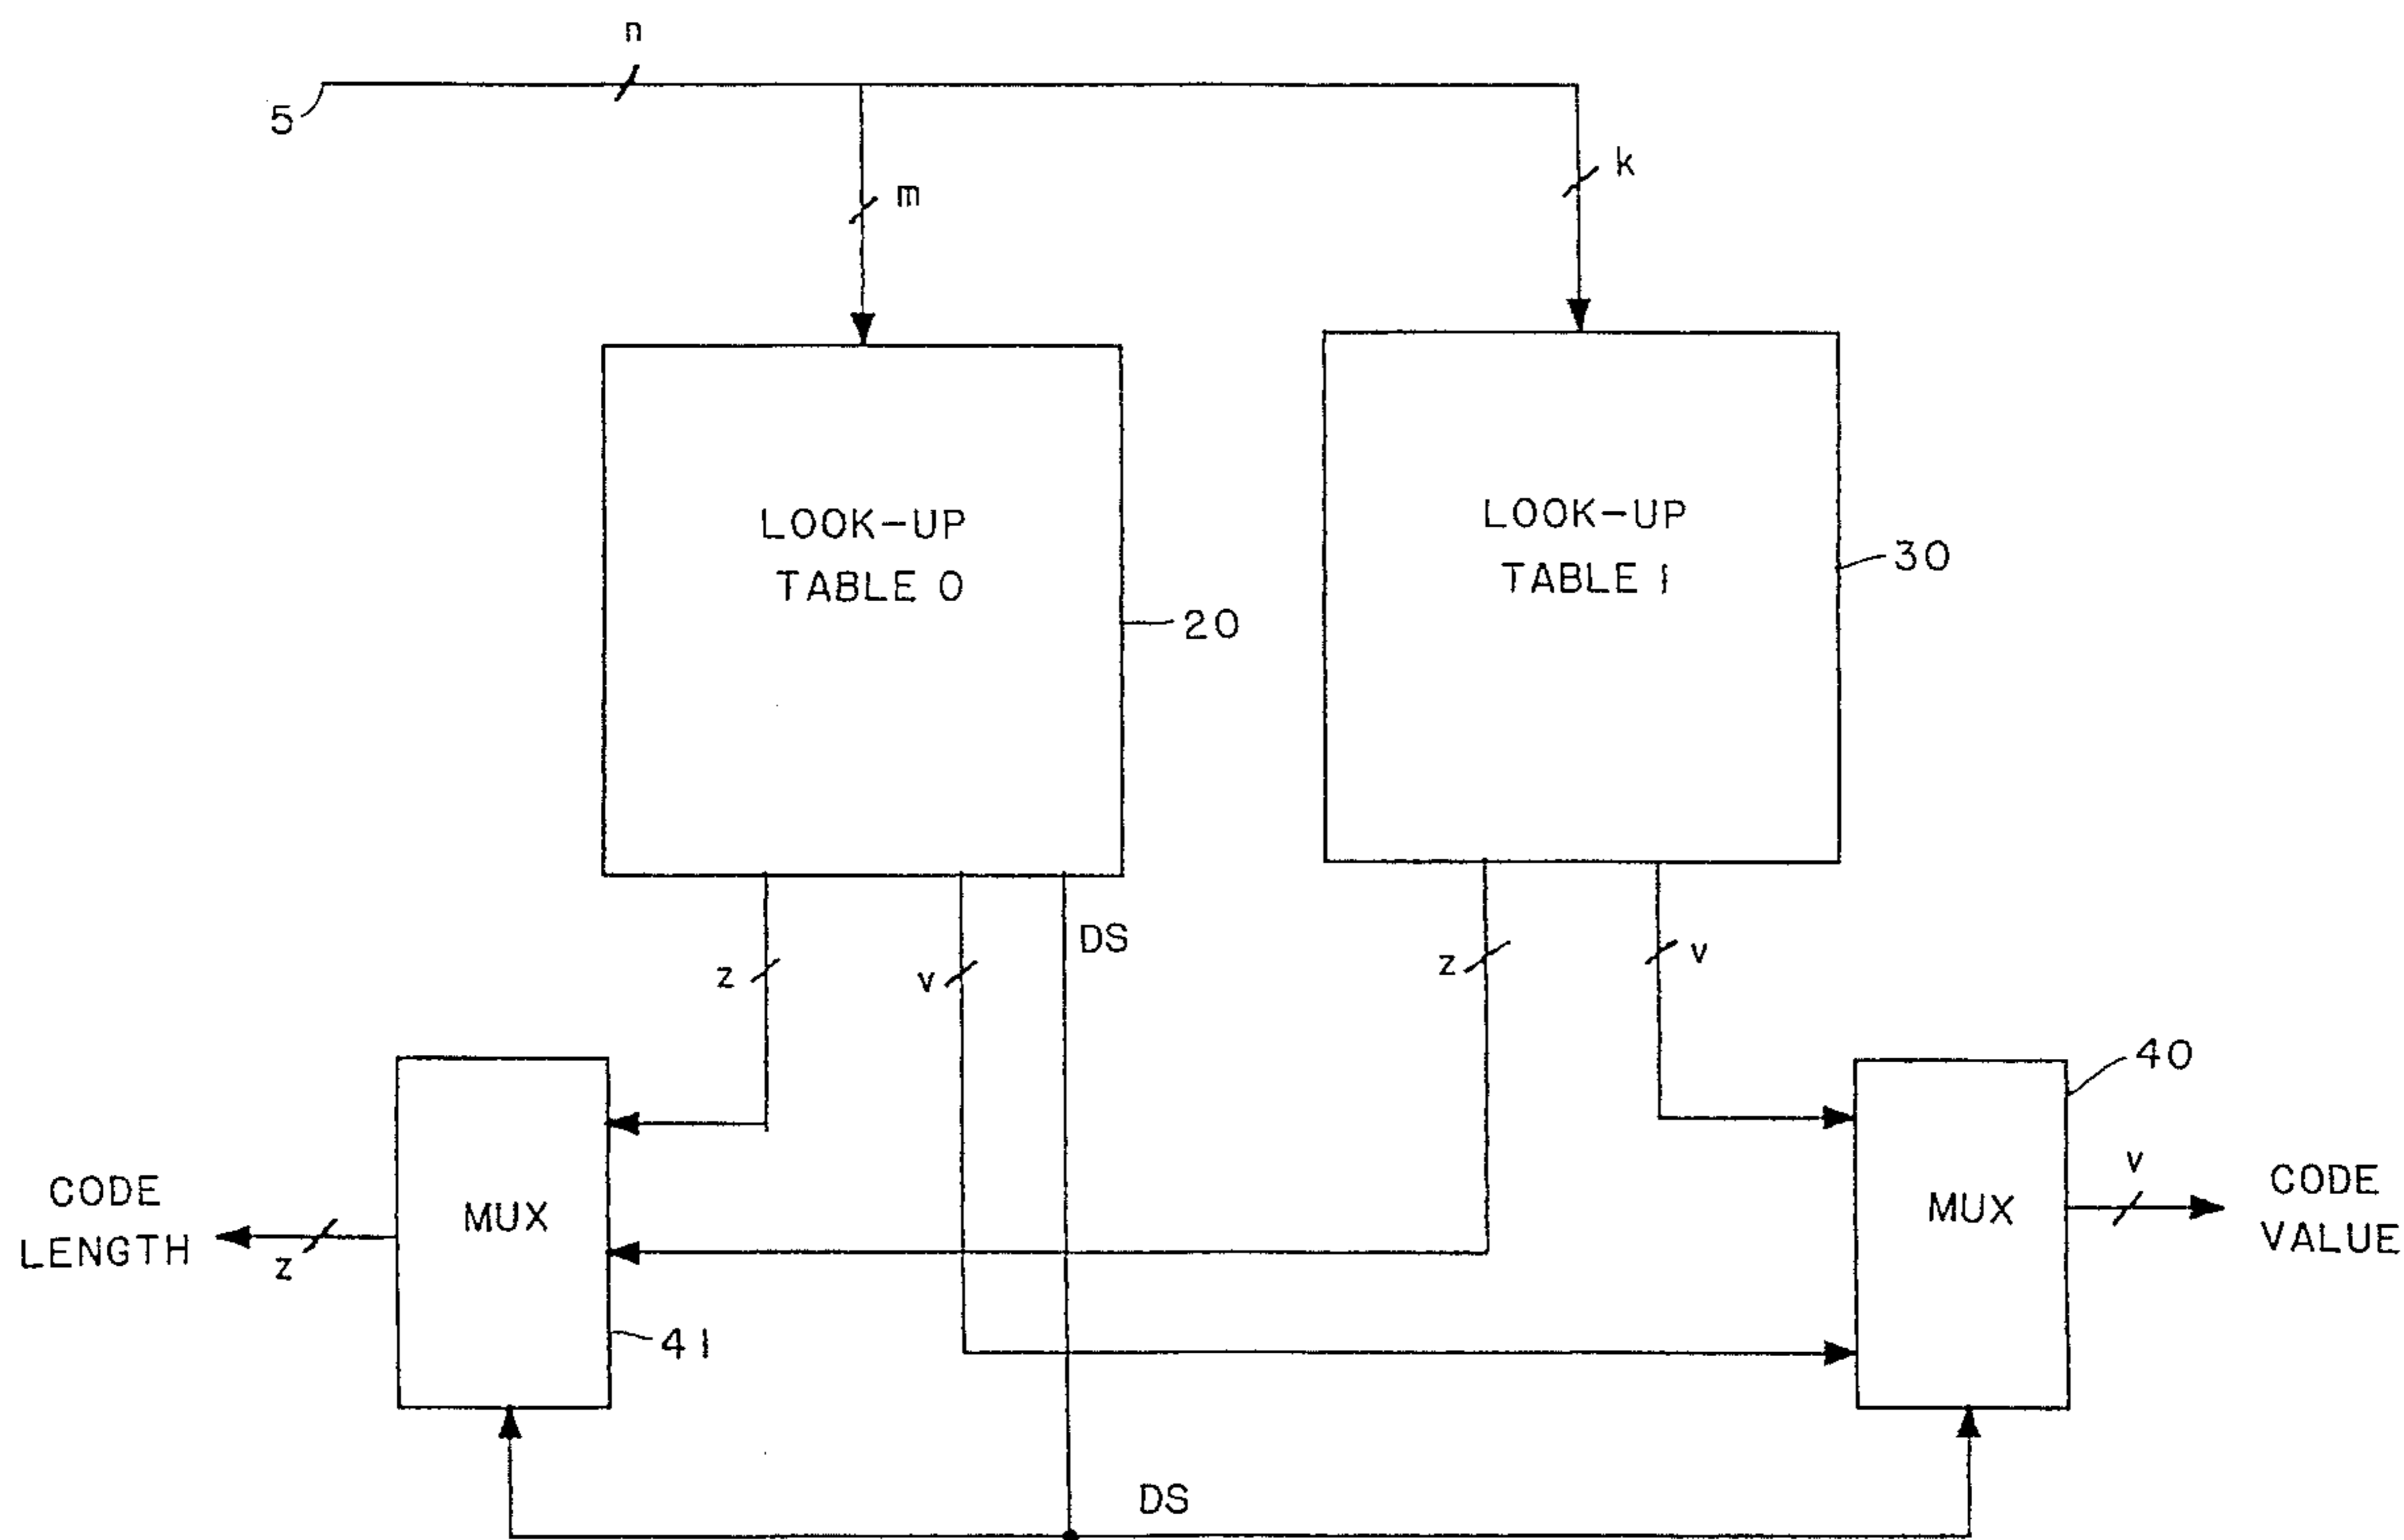 n
5
m
k
LOOK-UP
TABLE 0
20
LOOK-UP
TABLE 1
30
DS
z
v
z
v
40
MUX
41
CODE
LENGTH
z
MUX
v
CODE
VALUE
DS